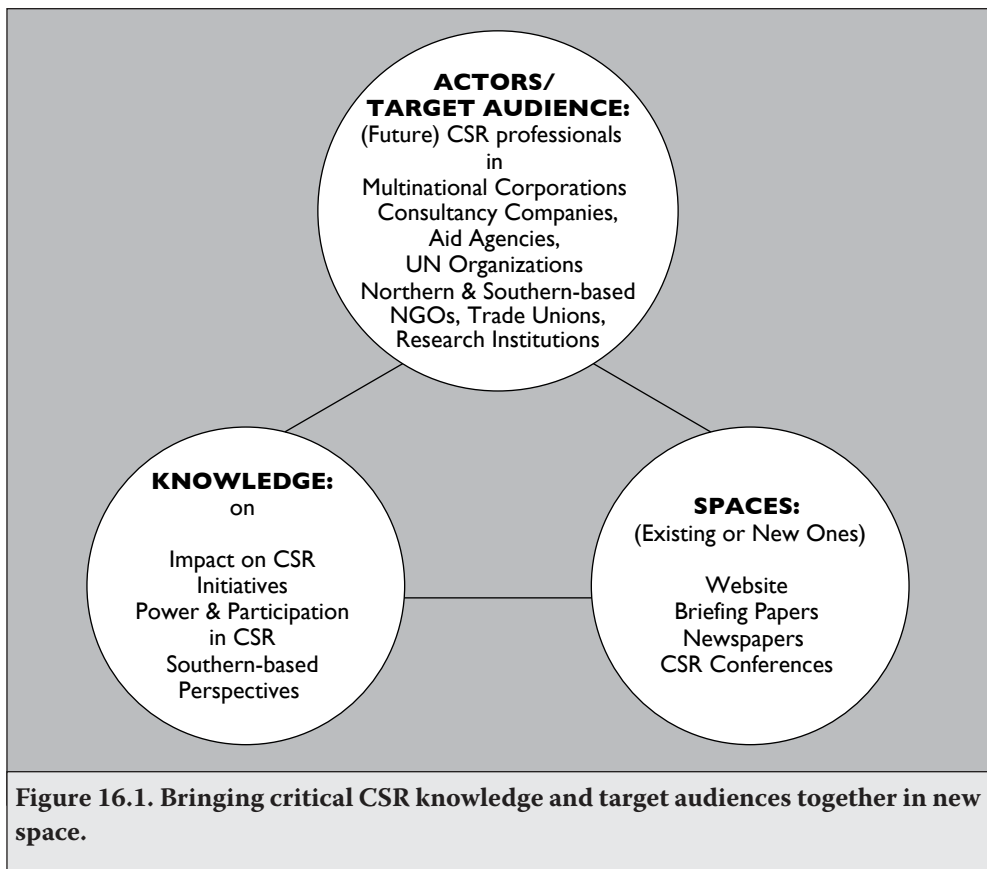 ACTORS/
TARGET AUDIENCE:
(Future) CSR professionals
in
Multinational Corporations
Consultancy Companies,
Aid Agencies,
UN Organizations
Northern & Southern-based
NGOs, Trade Unions,
Research Institutions
KNOWLEDGE:
on
Impact on CSR
Initiatives
Power & Participation
in CSR
Southern-based
Perspectives
SPACES:
(Existing or New Ones)
Website
Briefing Papers
Newspapers
CSR Conferences
Figure 16.1. Bringing critical CSR knowledge and target audiences together in new
space.